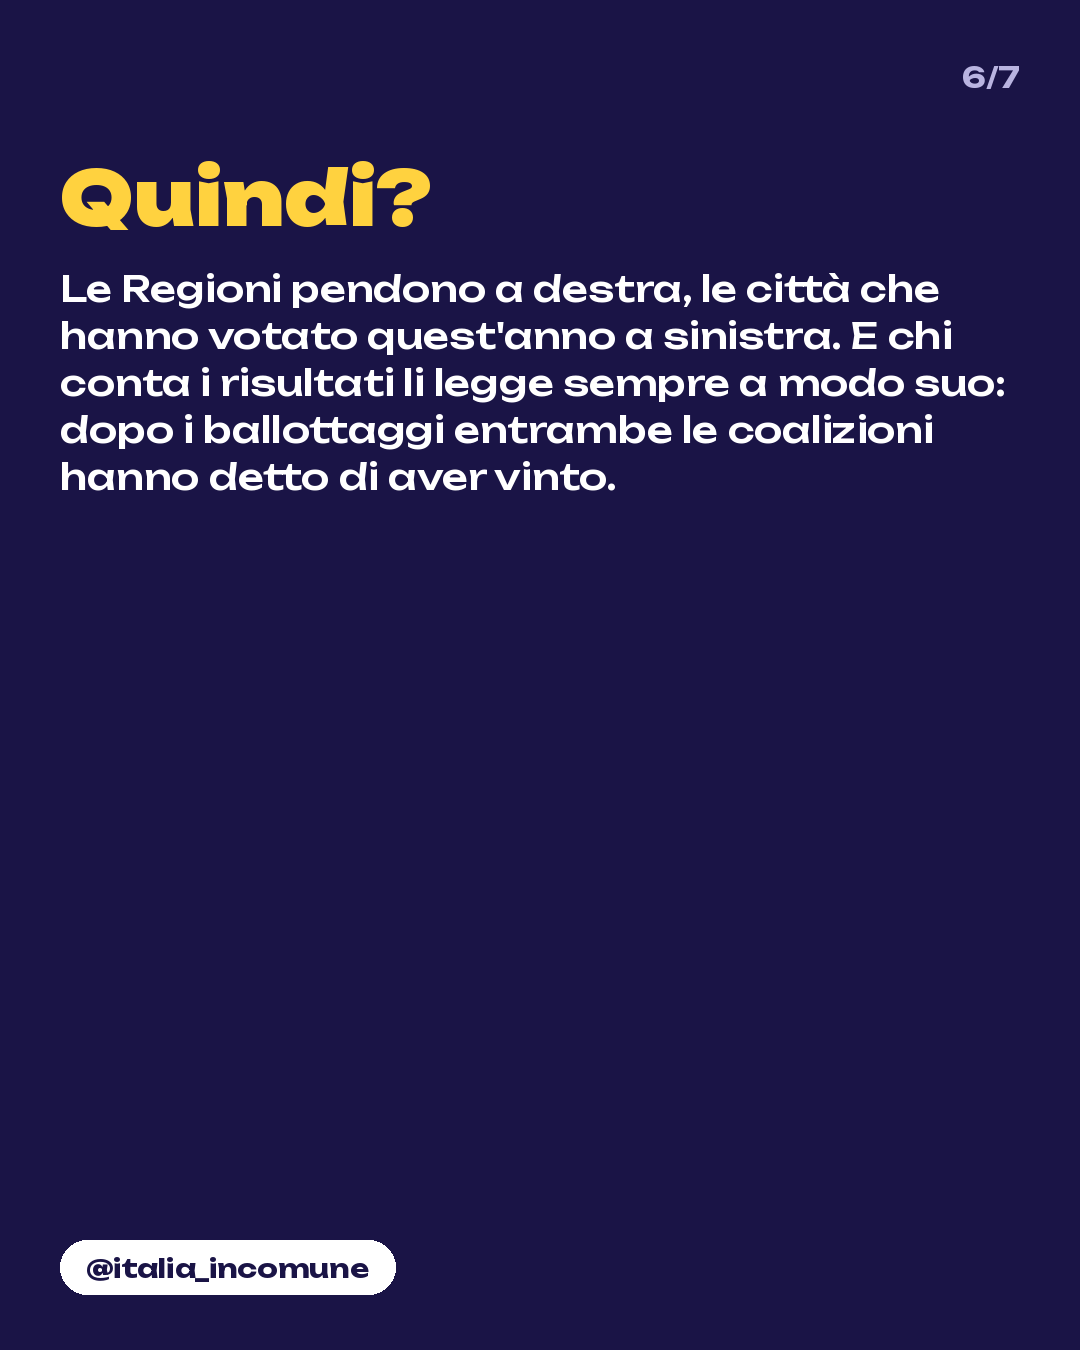 6/7
Quindi?
Le Regioni pendono a destra, le città che
hanno votato quest'anno a sinistra. E chi
conta i risultati li legge sempre a modo suo:
dopo i ballottaggi entrambe le coalizioni
hanno detto di aver vinto.
@italia_incomune